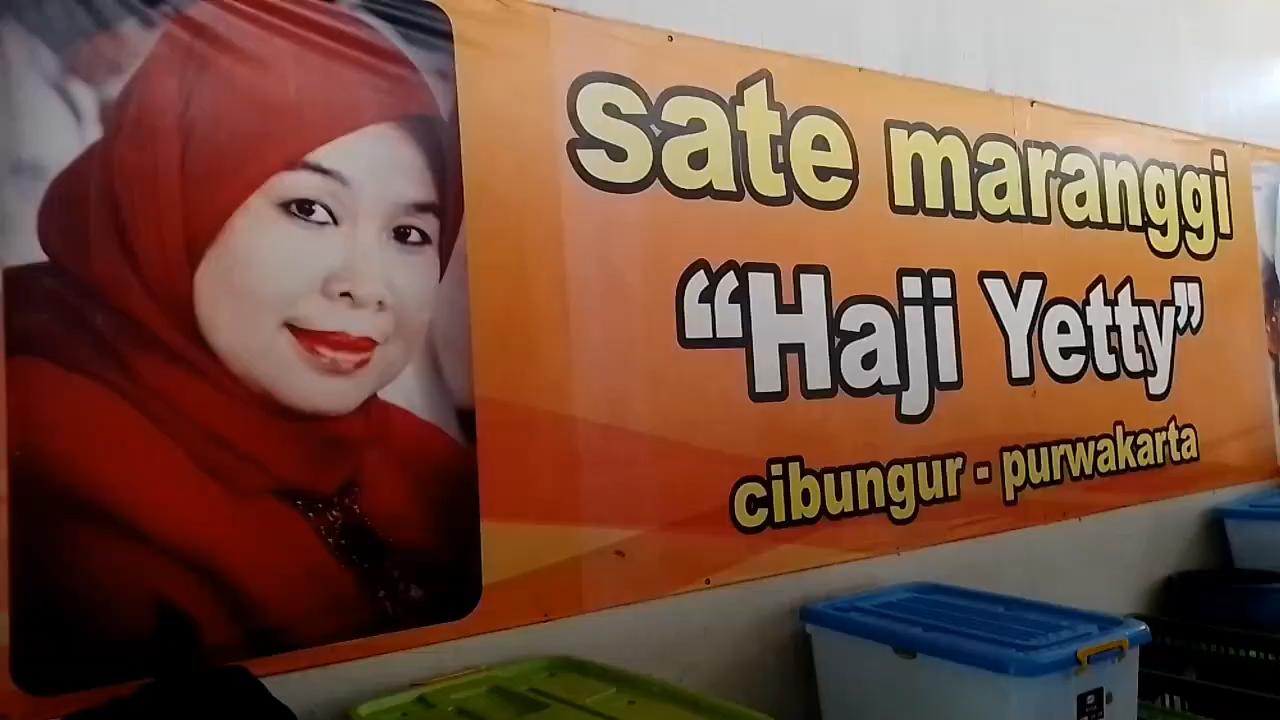 sate maranggi
“Haji Yetty”
cibungur - purwakarta